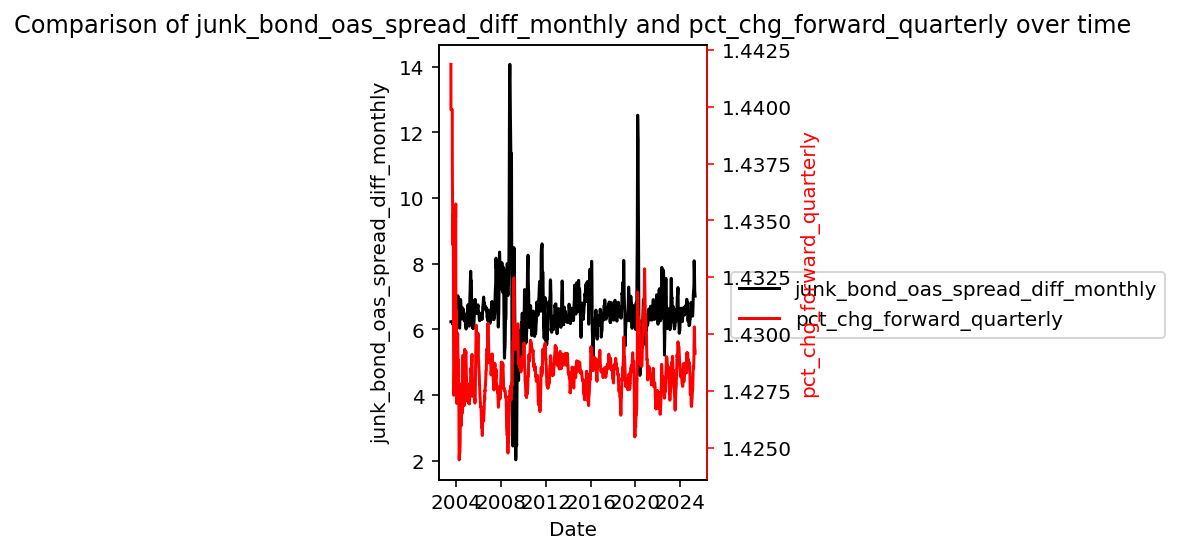 Comparison of junk_bond_oas_spread_diff_monthly and pct_chg_forward_quarterly over time
junk_bond_oas_spread_diff_monthly
14
12
10
8
6
4
2
1.4425
1.4400
1.4375
1.4350
1.4325
1.4300
1.4275
1.4250
pct_chg_forward_quarterly
junk_bond_oas_spread_diff_monthly
pct_chg_forward_quarterly
2004 2008 2012 2016 2020 2024
Date